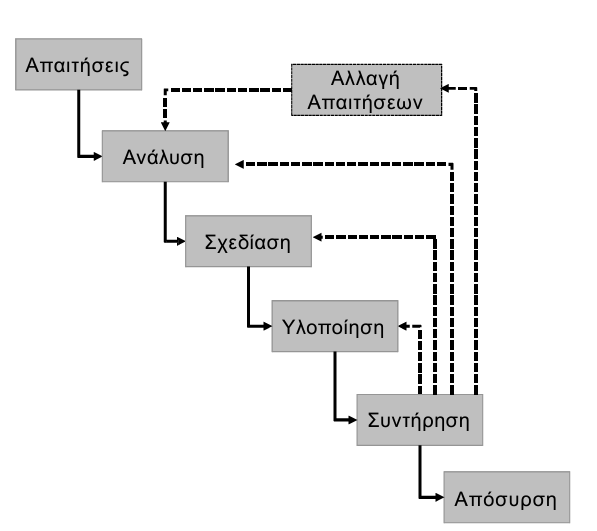 Απαιτήσεις
Αλλαγή
Απαιτήσεων
Ανάλυση
Σχεδίαση
Υλοποίηση
Συντήρηση
Απόσυρση